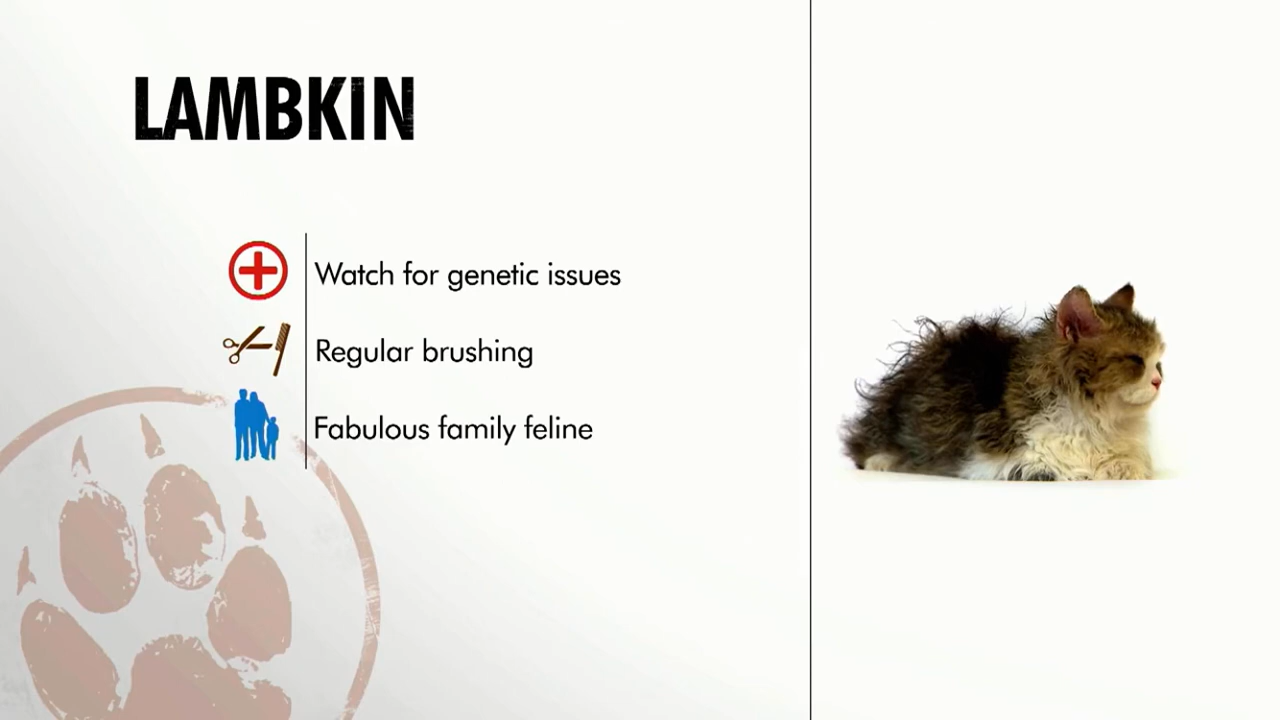 LAMBKIN
Watch for genetic issues
Regular brushing
Fabulous family feline